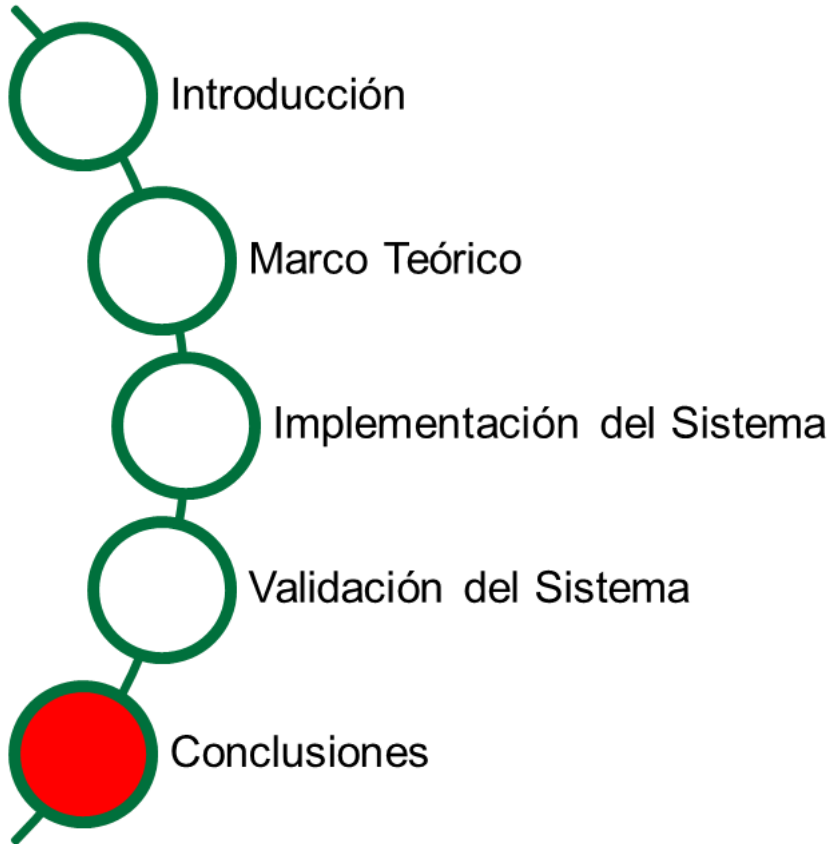 Introducción
Marco Teórico
Implementación del Sistema
Validación del Sistema
Conclusiones